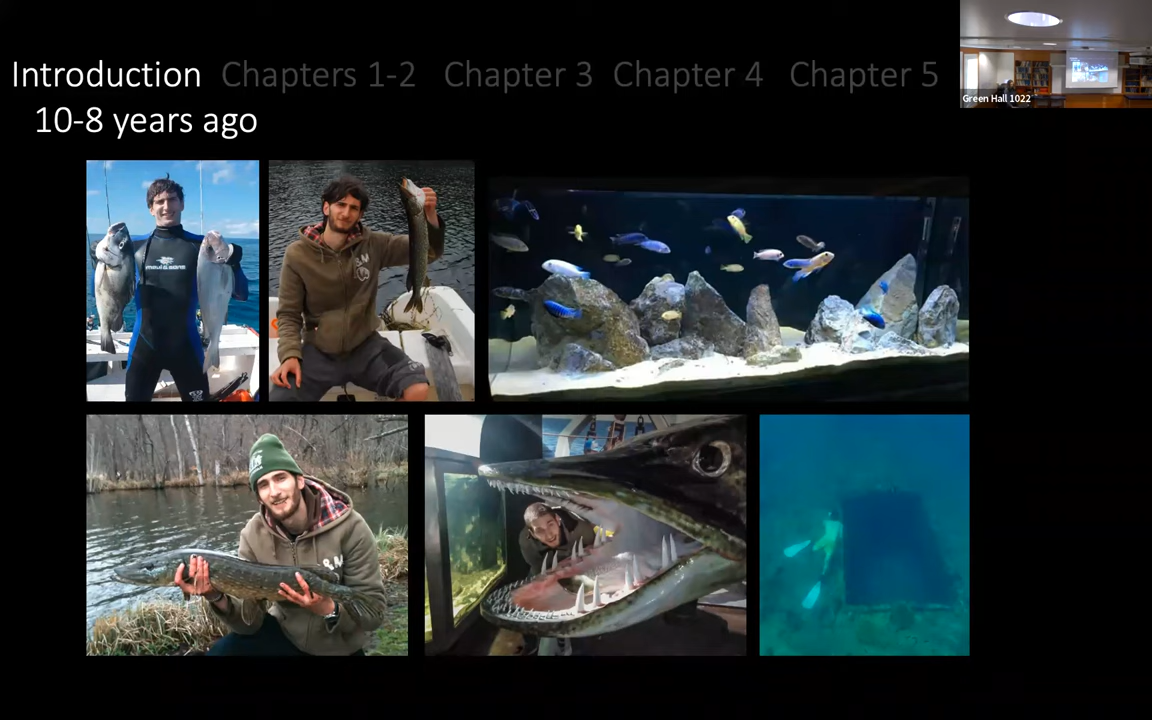 Introduction Chapters 1-2 Chapter 3 Chapter 4 Chapter 5
10-8 years ago
Green Hall 1022